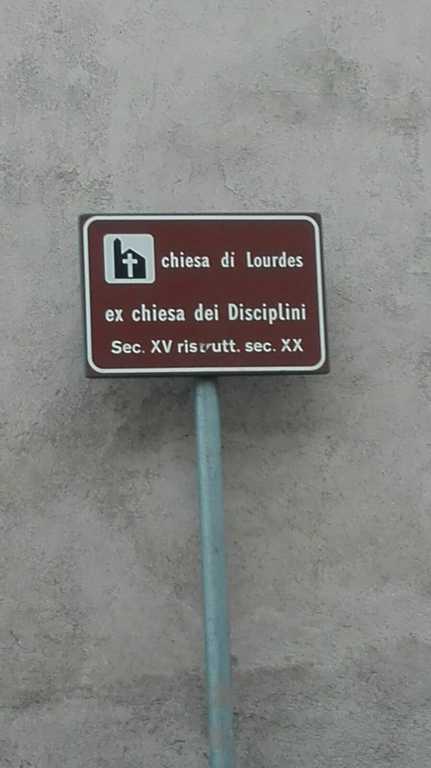 chiesa di Lourdes
ex chiesa dei Disciplini
Sec. XV ristrutt. sec. XX